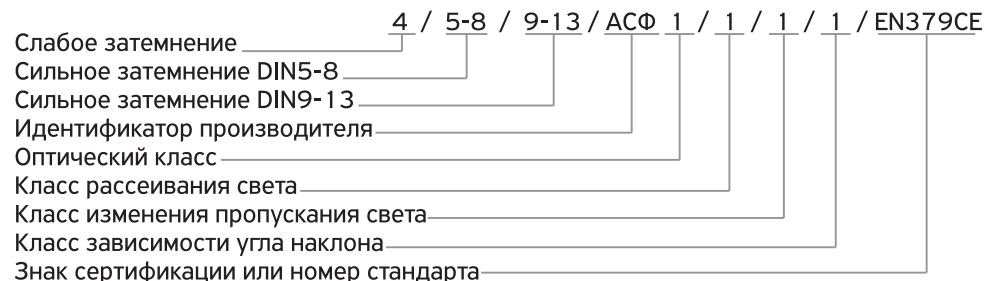 4 / 5-8 / 9-13 / АСФ 1 / 1 / 1 / 1 / EN379CE
Слабое затемнение
Сильное затемнение DIN5-8
Сильное затемнение DIN9-13
Идентификатор производителя
Оптический класс
Класс рассеивания света
Класс изменения пропускания света
Класс зависимости угла наклона
Знак сертификации или номер стандарта